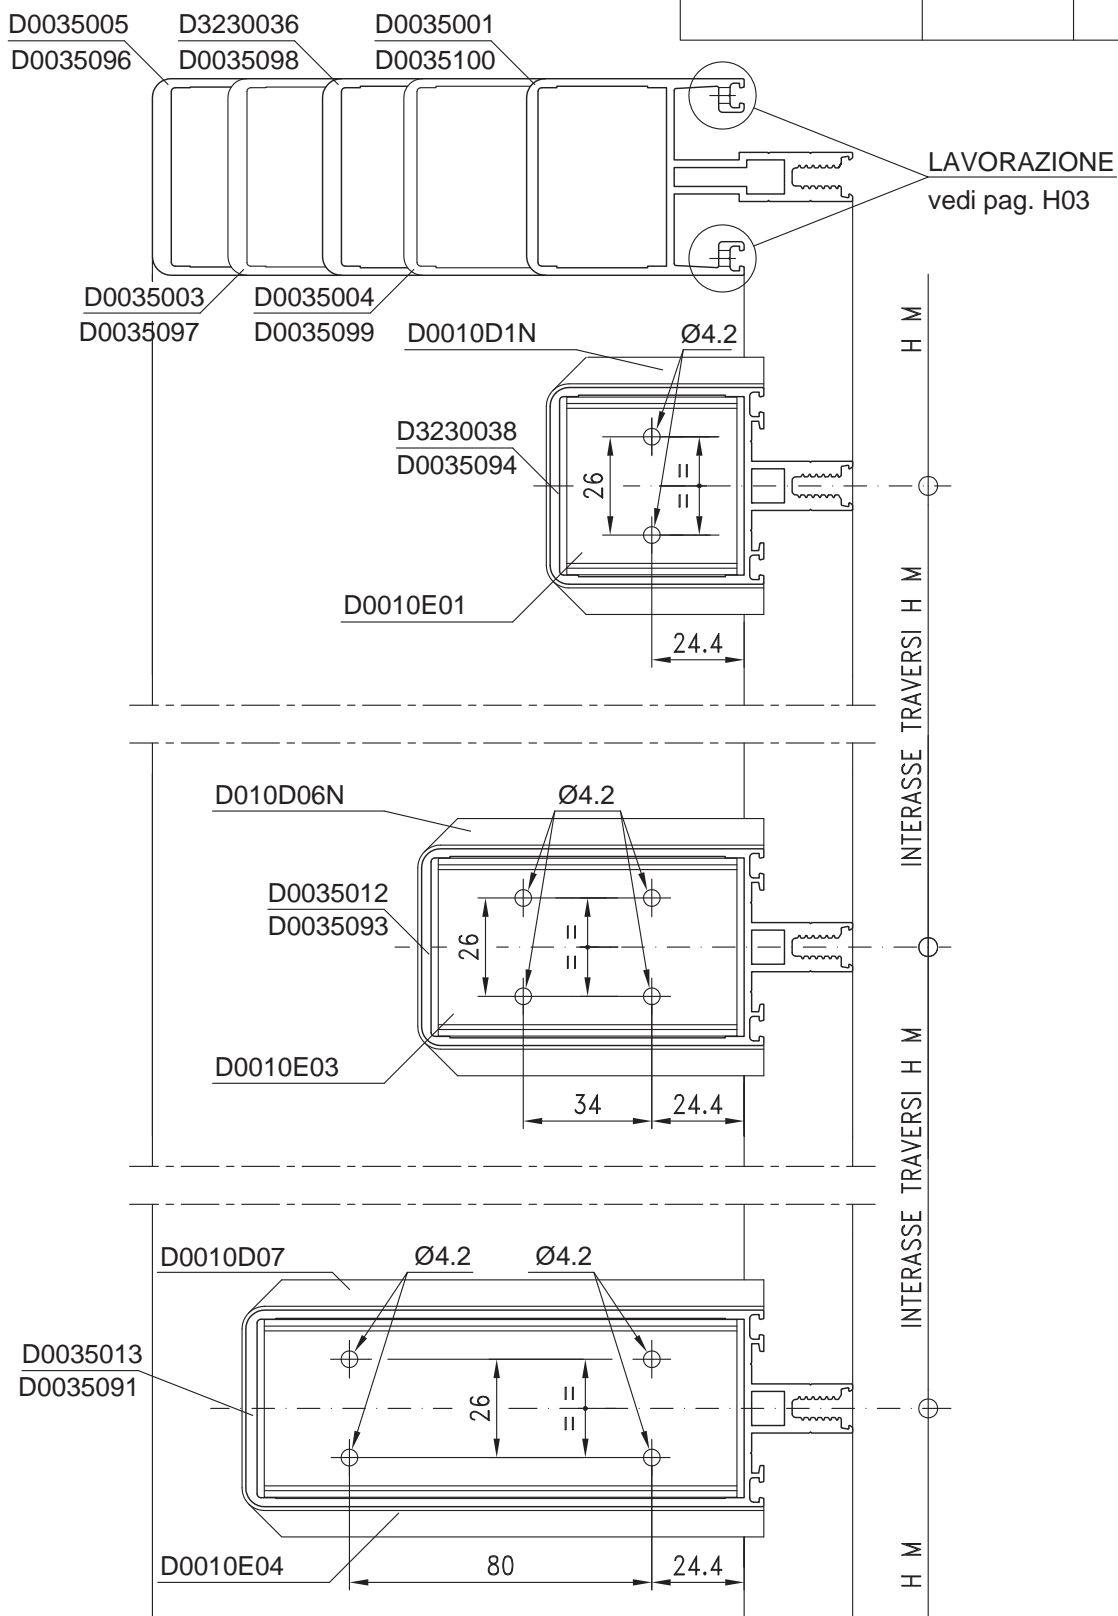 D0035005
D0035096
D3230036
D0035098
D0035001
D0035100
LAVORAZIONE
vedi pag. H03
D0035003
D0035097
D0035004
D0035099
H M
D0010D1N
Ø4.2
D3230038
D0035094
26
=
=
D0010E01
24.4
INTERASSE TRAVERSI H M
D010D06N
Ø4.2
D0035012
D0035093
26
=
=
D0010E03
34
24.4
INTERASSE TRAVERSI H M
D0010D07
Ø4.2
Ø4.2
D0035013
D0035091
26
=
=
D0010E04
80
24.4
H M